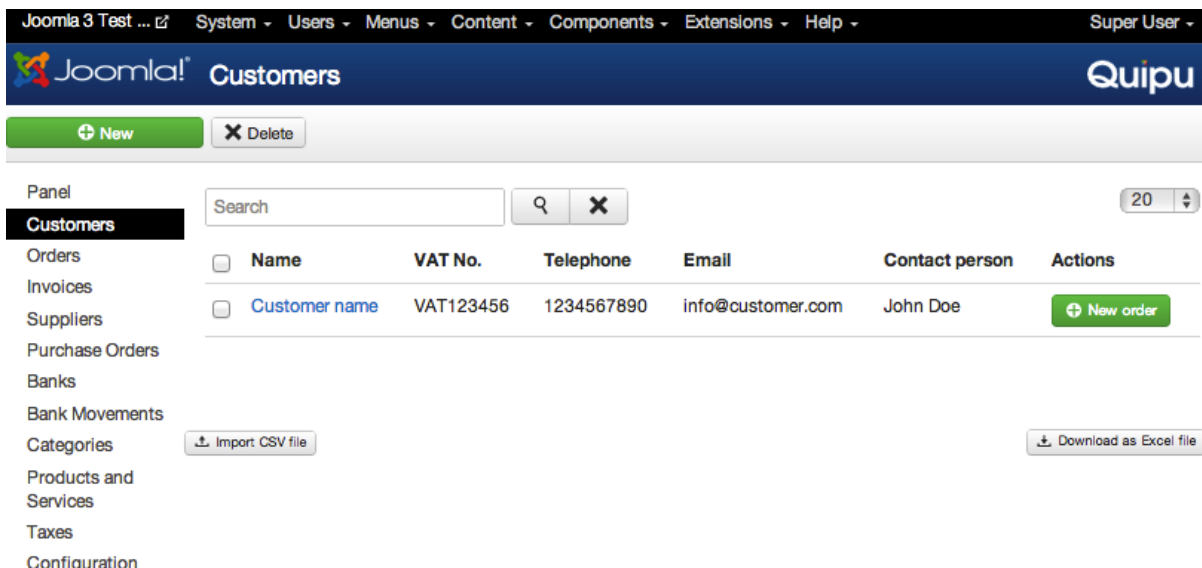 Joomla 3 Test ... System Users Menus Content Components Extensions Help Super User
Joomla!® Customers Quipu
New Delete
Panel
Customers
Orders
Invoices
Suppliers
Purchase Orders
Banks
Bank Movements
Categories
Products and
Services
Taxes
Configuration
Search 20
Name VAT No. Telephone Email Contact person Actions
Customer name VAT123456 1234567890 info@customer.com John Doe New order
Import CSV file Download as Excel file